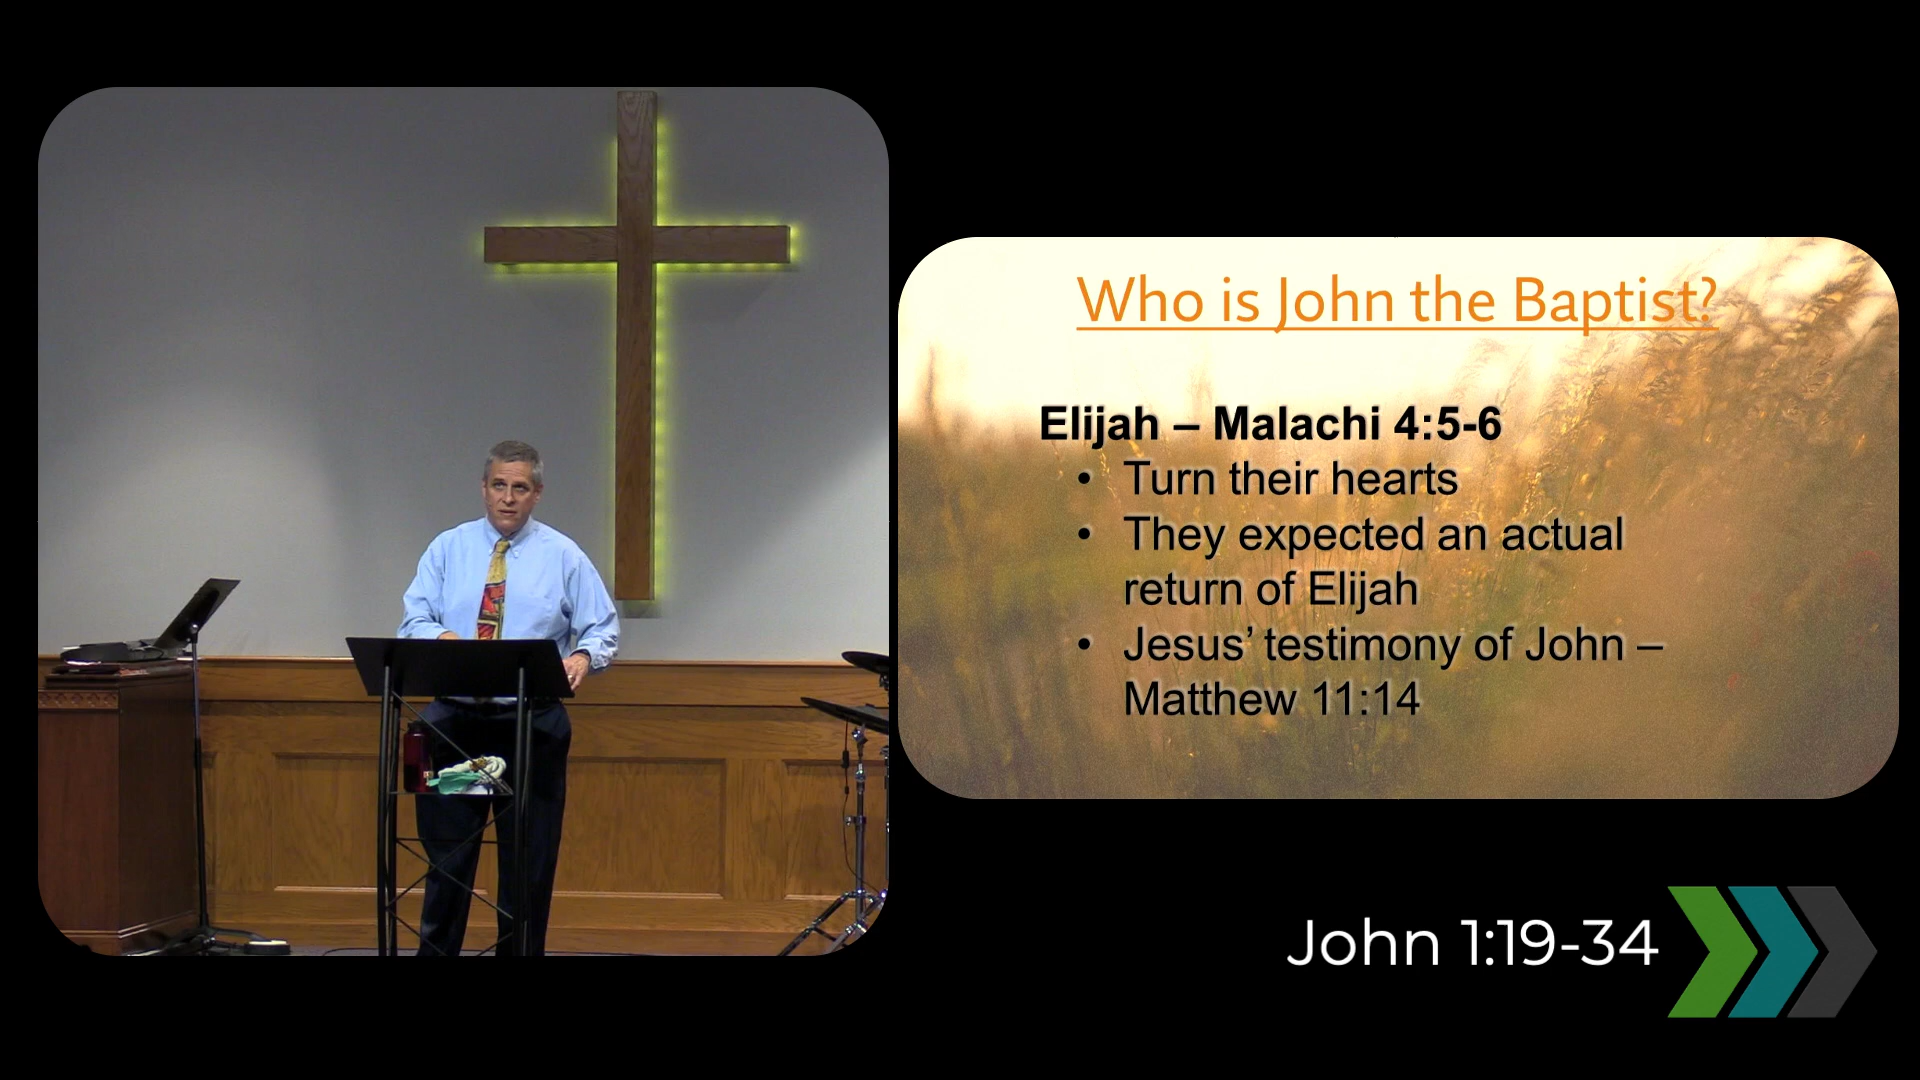 Who is John the Baptist?
Elijah – Malachi 4:5-6
• Turn their hearts
• They expected an actual
return of Elijah
• Jesus’ testimony of John –
Matthew 11:14
John 1:19-34